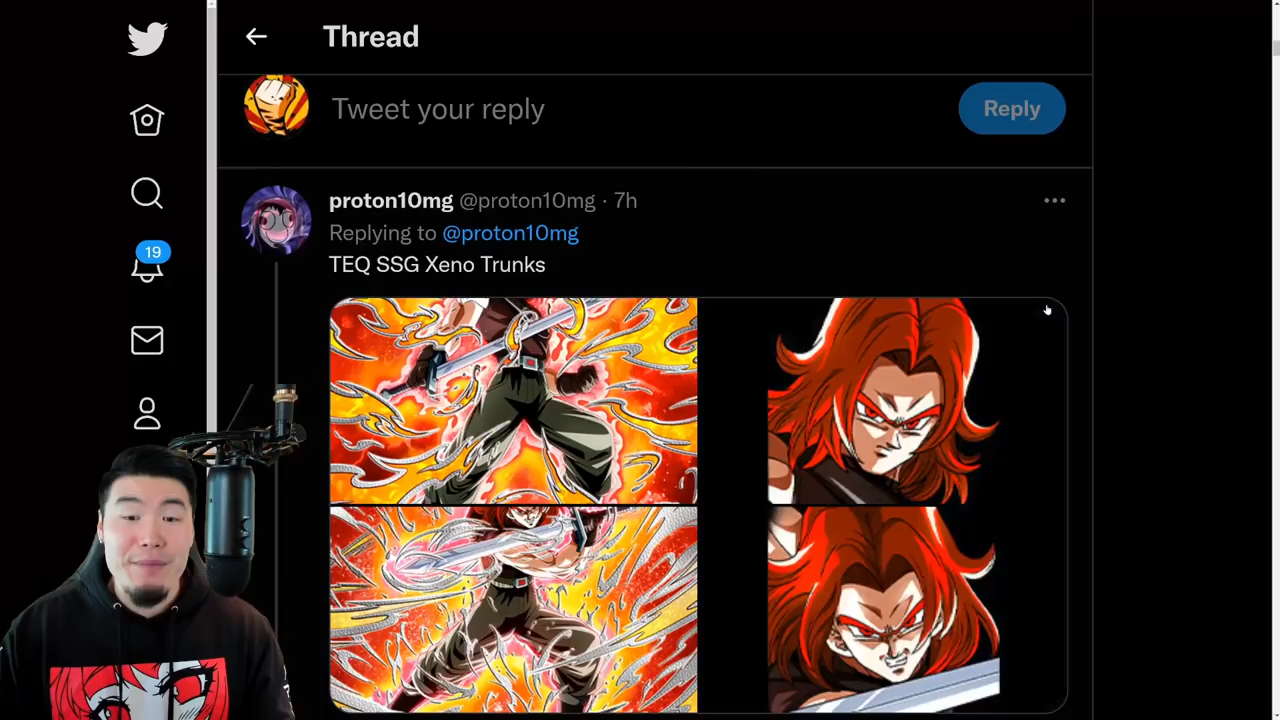 Thread
Tweet your reply
Reply
proton10mg @proton10mg · 7h
Replying to @proton10mg
TEQ SSG Xeno Trunks
19